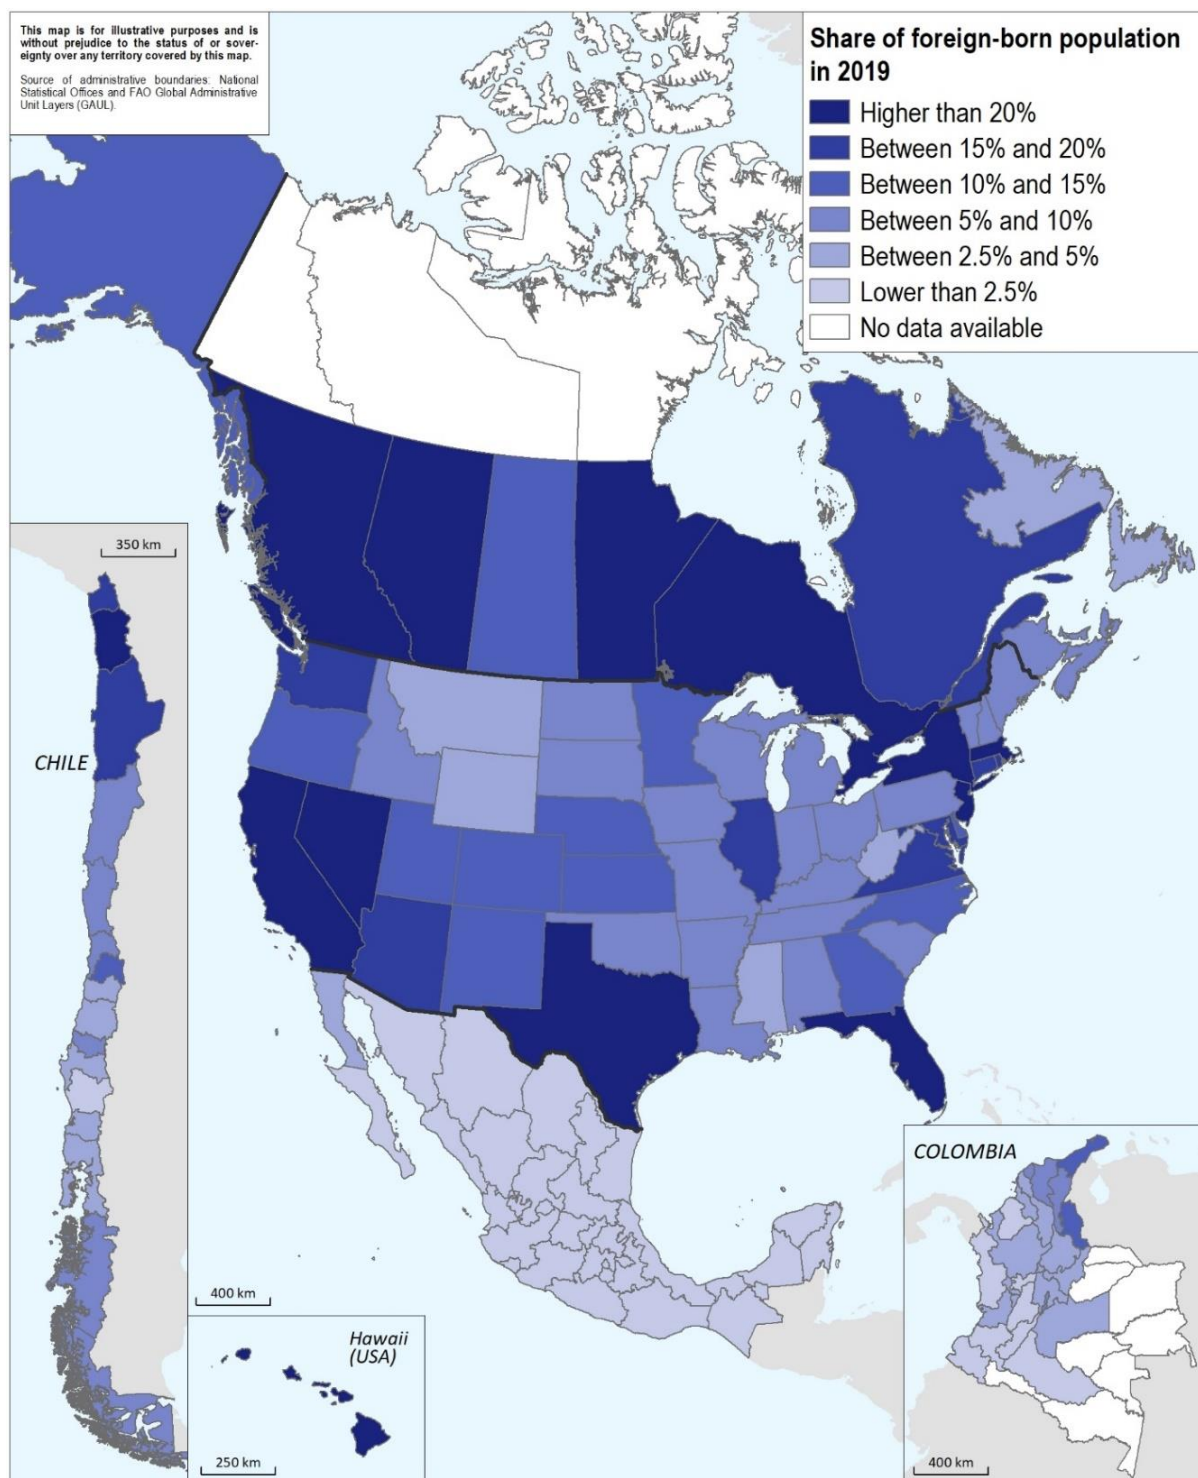 This map is for illustrative purposes and is
without prejudice to the status of or sover-
eignty over any territory covered by this map.
Source of administrative boundaries: National
Statistical Offices and FAO Global Administrative
Unit Layers (GAUL).
Share of foreign-born population
in 2019
Higher than 20%
Between 15% and 20%
Between 10% and 15%
Between 5% and 10%
Between 2.5% and 5%
Lower than 2.5%
No data available
350 km
CHILE
COLOMBIA
400 km
Hawaii
(USA)
250 km
400 km